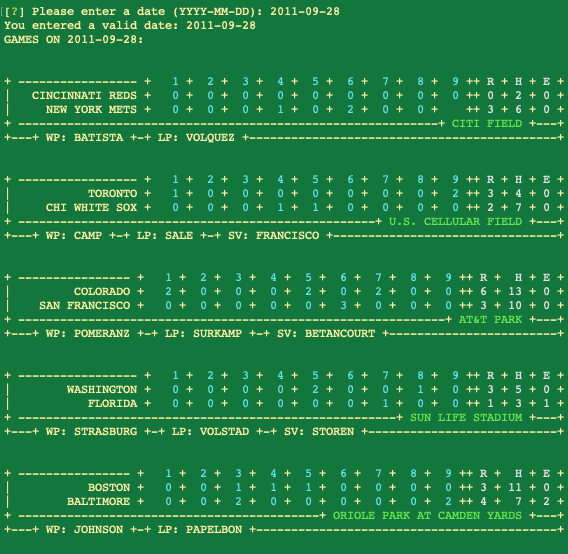 [[?] Please enter a date (YYYY-MM-DD): 2011-09-28
You entered a valid date: 2011-09-28
GAMES ON 2011-09-28:
+ ----------------- + 1 + 2 + 3 + 4 + 5 + 6 + 7 + 8 + 9 ++ R + H + E
| CINCINNATI REDS + 0 + 0 + 0 + 0 + 0 + 0 + 0 + 0 + 0 ++ 0 + 2 + 0
| NEW YORK METS + 0 + 0 + 0 + 1 + 0 + 2 + 0 + 0 + ++ 3 + 6 + 0
+ ------------------------------------------------------------+ CITI FIELD +---+
+---+ WP: BATISTA +-+ LP: VOLQUEZ +--------------------------------------------+
+ ----------------- + 1 + 2 + 3 + 4 + 5 + 6 + 7 + 8 + 9 ++ R + H + E
| TORONTO + 1 + 0 + 0 + 0 + 0 + 0 + 0 + 0 + 2 ++ 3 + 4 + 0
| CHI WHITE SOX + 0 + 0 + 0 + 1 + 1 + 0 + 0 + 0 + 0 ++ 2 + 7 + 0
+ ---------------------------------------------------+ U.S. CELLULAR FIELD +---+
+---+ WP: CAMP +-+ LP: SALE +-+ SV: FRANCISCO +--------------------------------+
+ ---------------- + 1 + 2 + 3 + 4 + 5 + 6 + 7 + 8 + 9 ++ R + H + E
| COLORADO + 2 + 0 + 0 + 0 + 2 + 0 + 2 + 0 + 0 ++ 6 + 13 + 0
| SAN FRANCISCO + 0 + 0 + 0 + 0 + 0 + 3 + 0 + 0 + 0 ++ 3 + 10 + 0
+ -------------------------------------------------------------+ AT&T PARK +---+
+---+ WP: POMERANZ +-+ LP: SURKAMP +-+ SV: BETANCOURT +------------------------+
+ ---------------- + 1 + 2 + 3 + 4 + 5 + 6 + 7 + 8 + 9 ++ R + H + E
| WASHINGTON + 0 + 0 + 0 + 0 + 2 + 0 + 0 + 1 + 0 ++ 3 + 5 + 0
| FLORIDA + 0 + 0 + 0 + 0 + 0 + 0 + 1 + 0 + 0 ++ 1 + 3 + 1
+ ------------------------------------------------------+ SUN LIFE STADIUM +---+
+---+ WP: STRASBURG +-+ LP: VOLSTAD +-+ SV: STOREN +---------------------------+
+ ---------------- + 1 + 2 + 3 + 4 + 5 + 6 + 7 + 8 + 9 ++ R + H + E
| BOSTON + 0 + 0 + 1 + 1 + 1 + 0 + 0 + 0 + 0 ++ 3 + 11 + 0
| BALTIMORE + 0 + 0 + 2 + 0 + 0 + 0 + 0 + 0 + 2 ++ 4 + 7 + 2
+ -------------------------------------------+ ORIOLE PARK AT CAMDEN YARDS +---+
+---+ WP: JOHNSON +-+ LP: PAPELBON +-------------------------------------------+